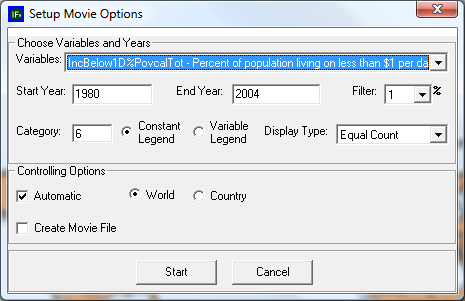 IFs Setup Movie Options
Choose Variables and Years
Variables: IncBelow1D%PovcalTot - Percent of population living on less than $1 per da
Start Year: 1980 End Year: 2004 Filter: 1 %
Category: 6 Constant Legend Variable Legend Display Type: Equal Count
Controlling Options
Automatic World Country
Create Movie File
Start Cancel